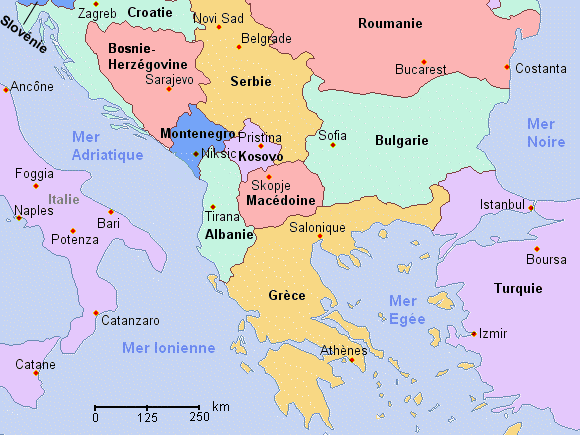 Slovénie
Zagreb
Croatie
Novi Sad
Roumanie
Bosnie-
Herzégovine
Belgrade
Bucarest
Costanta
Sarajevo
Serbie
Ancône
Mer
Adriatique
Montenegro
Pristina
Sofia
Bulgarie
Mer
Noire
Niksic
Kosovo
Foggia
Skopje
Italie
Macédoine
Naples
Bari
Tirana
Istanbul
Potenza
Albanie
Salonique
Boursa
Grèce
Mer
Egée
Turquie
Catanzaro
Mer Ionienne
Izmir
Athènes
Catane
0 125 250 km